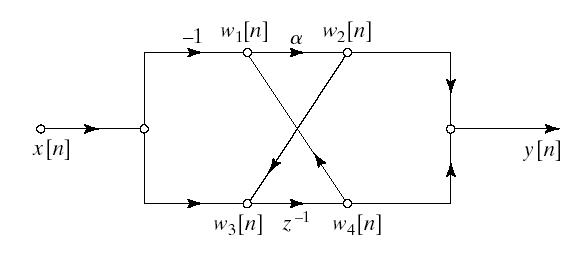 –1 w₁[n] α w₂[n]
x[n] y[n]
w₃[n] z⁻¹ w₄[n]